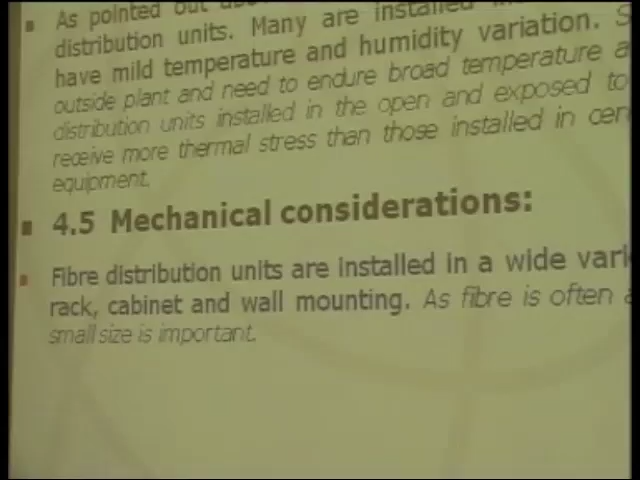 As pointed out
distribution units. Many are installed
have mild temperature and humidity variation.
outside plant and need to endure broad temperature
distribution units installed in the open and exposed to
receive more thermal stress than those installed in
equipment.
4.5 Mechanical considerations:
Fibre distribution units are installed in a wide
rack, cabinet and wall mounting. As fibre is often
small size is important.